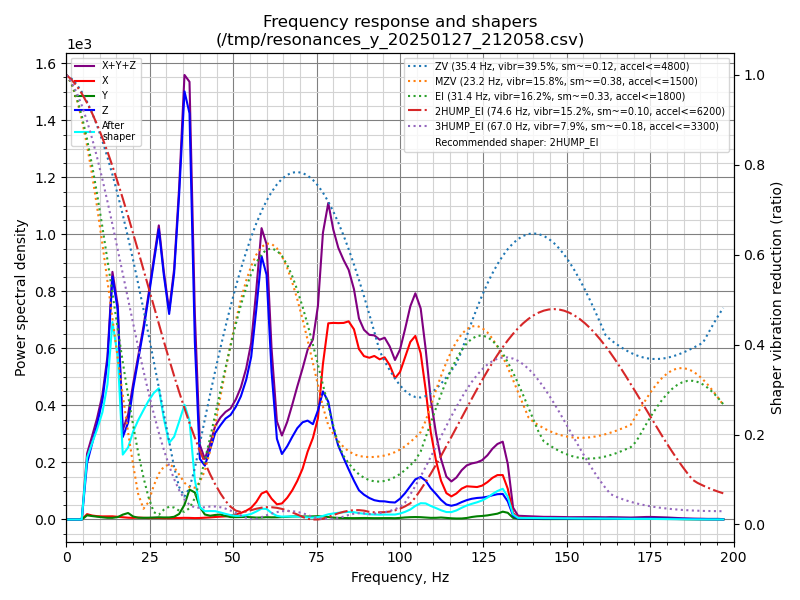 Frequency response and shapers
(/tmp/resonances_y_20250127_212058.csv)
1e3
X+Y+Z
X
Y
Z
After
shaper
ZV (35.4 Hz, vibr=39.5%, sm~=0.12, accel<=4800)
MZV (23.2 Hz, vibr=15.8%, sm~=0.38, accel<=1500)
EI (31.4 Hz, vibr=16.2%, sm~=0.33, accel<=1800)
2HUMP_EI (74.6 Hz, vibr=15.2%, sm~=0.10, accel<=6200)
3HUMP_EI (67.0 Hz, vibr=7.9%, sm~=0.18, accel<=3300)
Recommended shaper: 2HUMP_EI
Power spectral density
1.6
1.4
1.2
1.0
0.8
0.6
0.4
0.2
0.0
1.0
0.8
0.6
0.4
0.2
0.0
Shaper vibration reduction (ratio)
0 25 50 75 100 125 150 175 200
Frequency, Hz